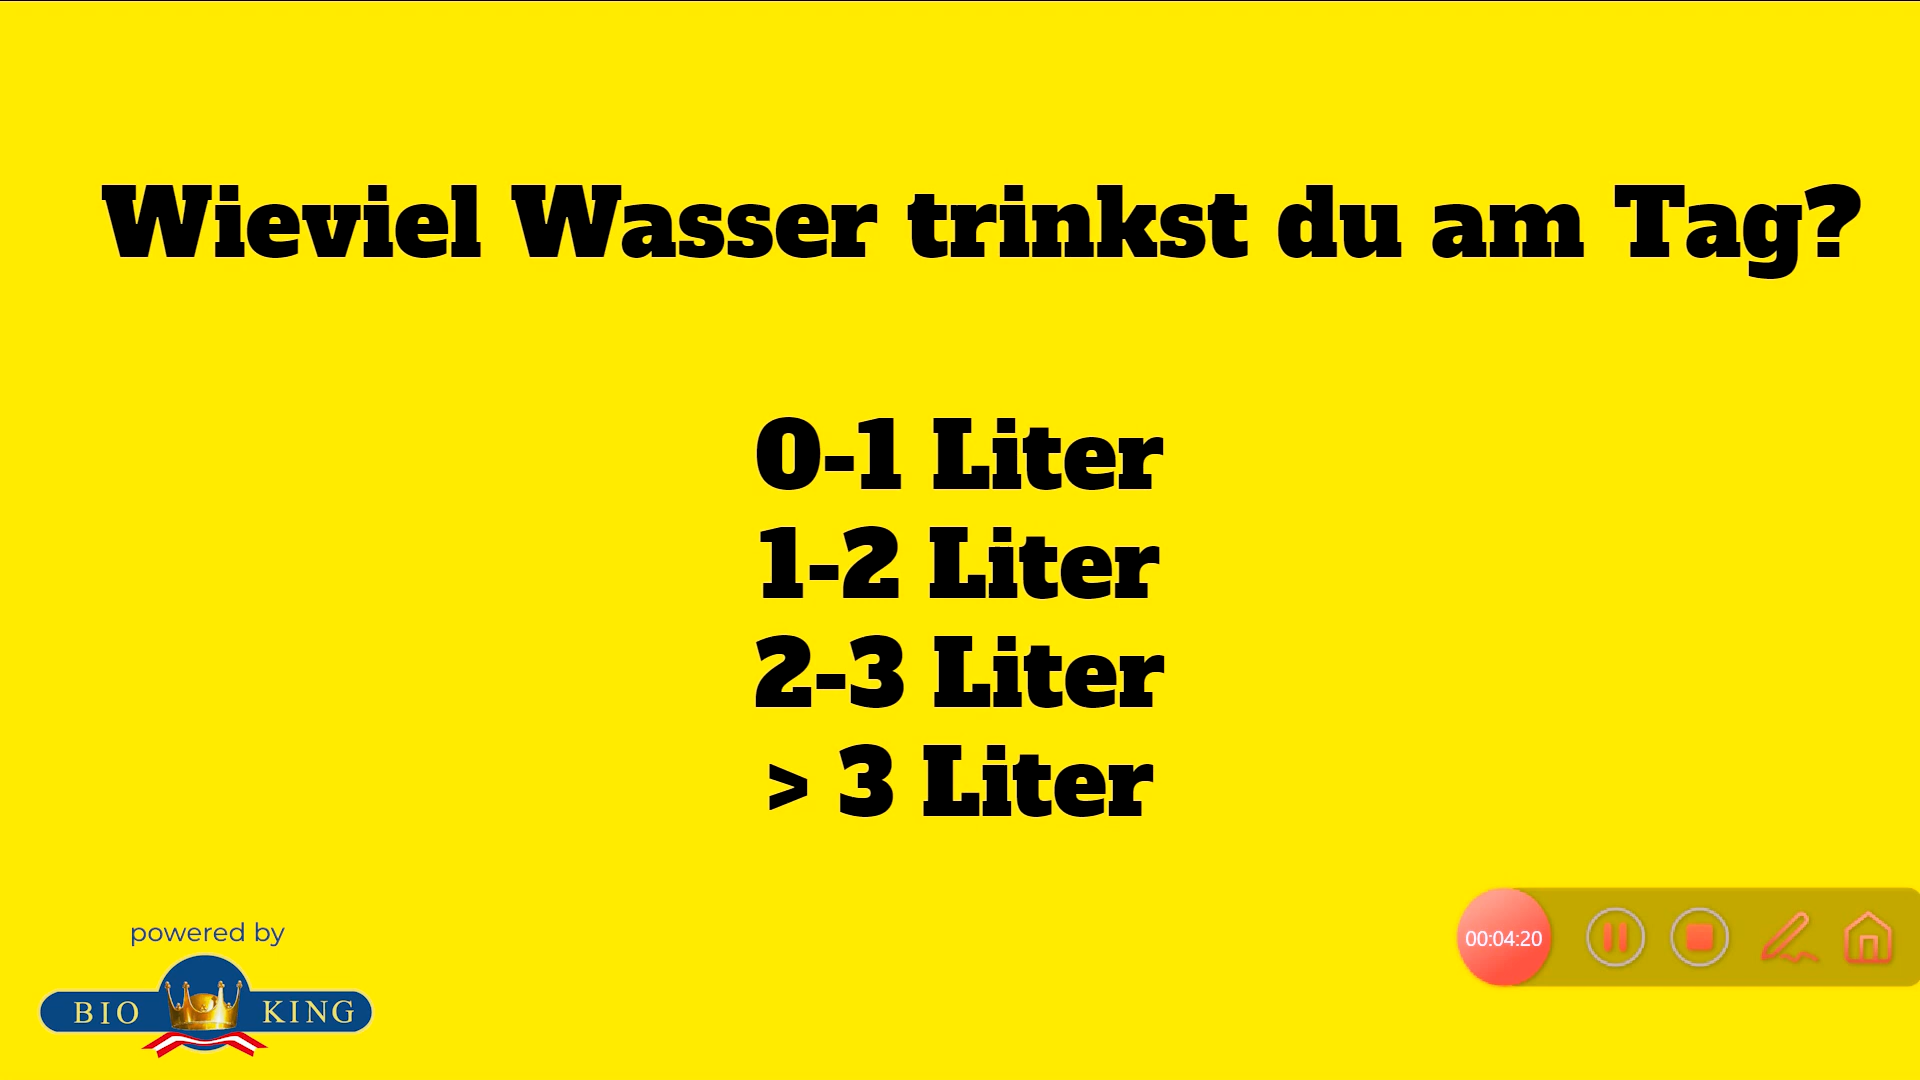 Wieviel Wasser trinkst du am Tag?
0-1 Liter
1-2 Liter
2-3 Liter
> 3 Liter
powered by
BIO KING
00:04:20